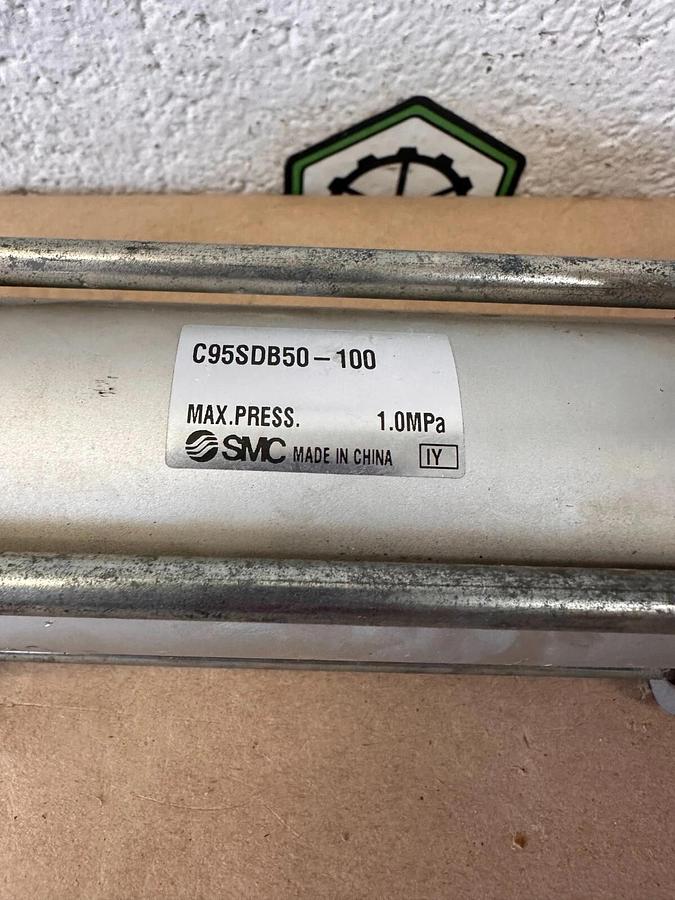 C95SDB50-100
MAX.PRESS. 1.0MPa
SMC MADE IN CHINA IY